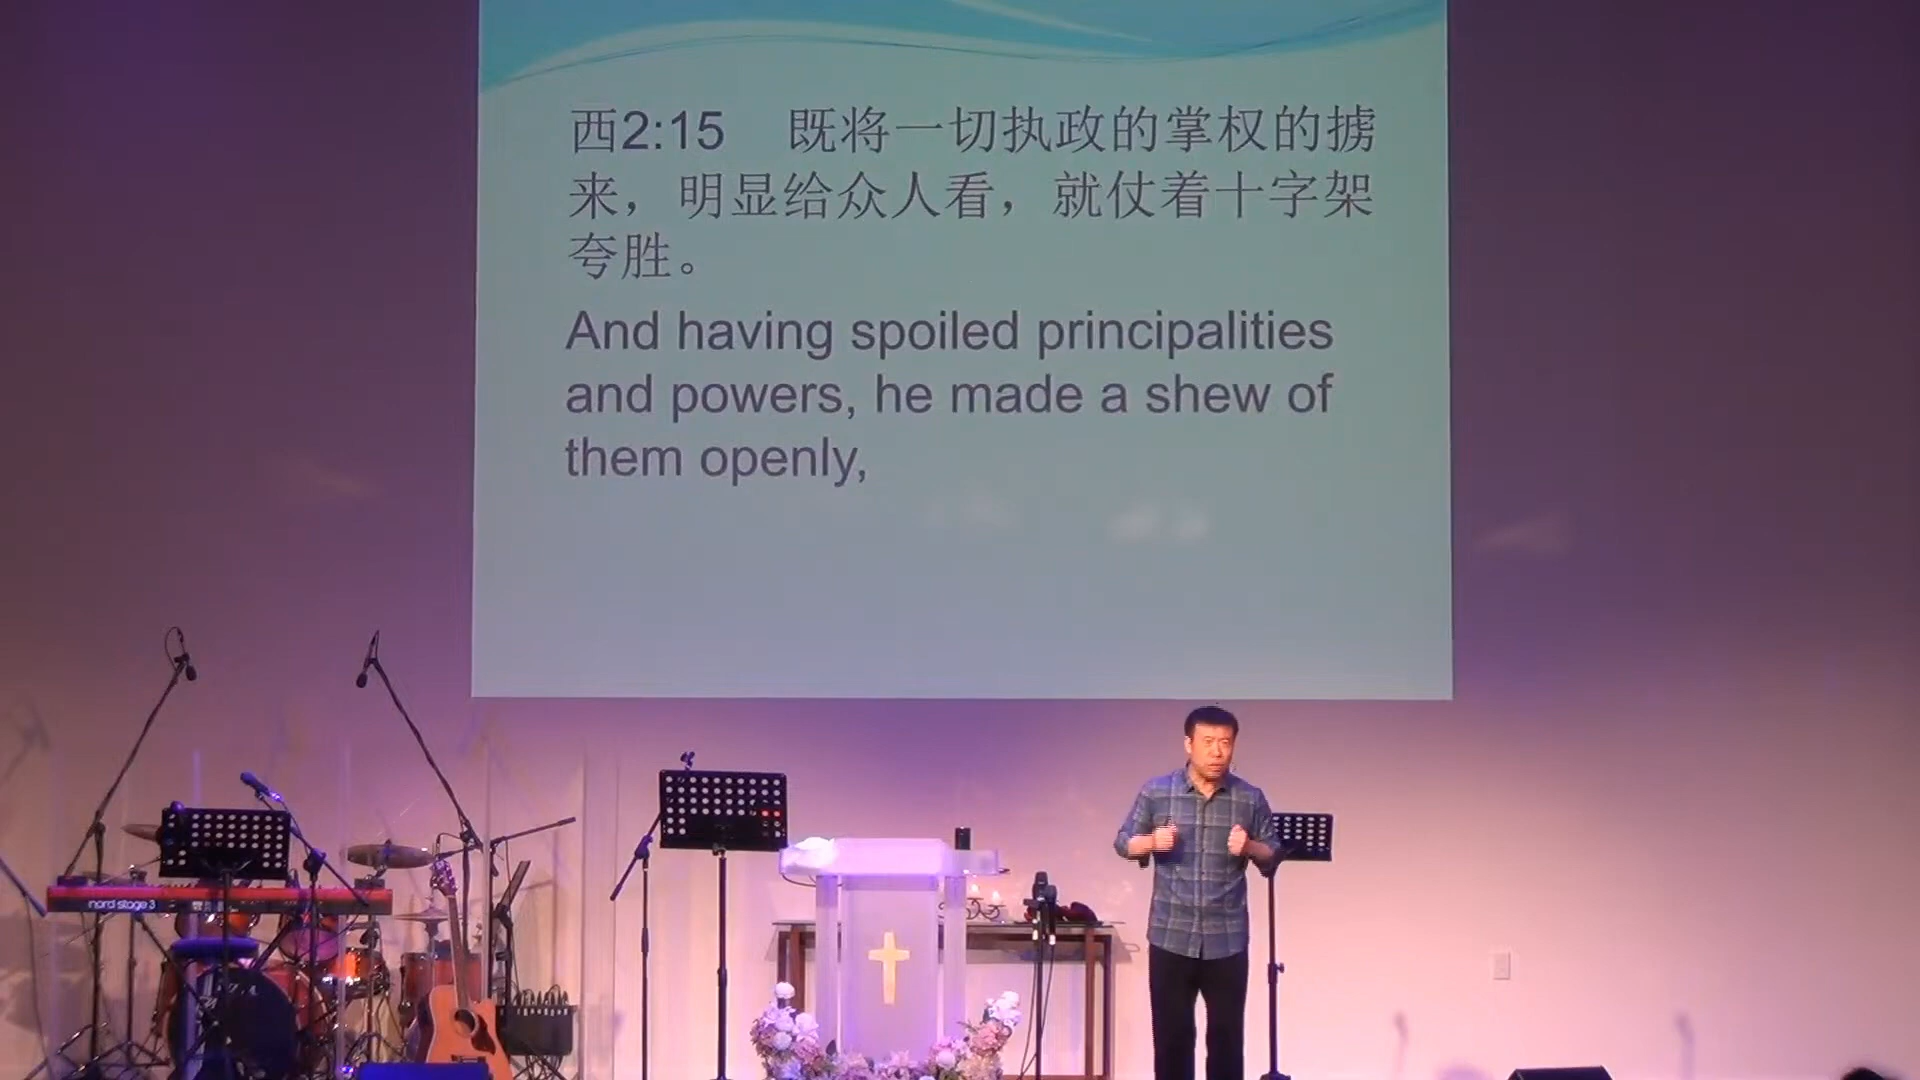 西2:15 既将一切执政的掌权的掳
来，明显给众人看，就仗着十字架
夸胜。
And having spoiled principalities
and powers, he made a shew of
them openly,
nord stage 3